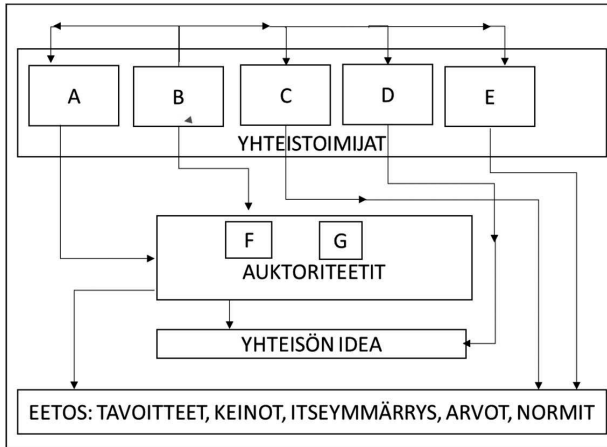 A B C D E
YHTEISTOIMIJAT
F G
AUKTORITEETIT
YHTEISÖN IDEA
EETOS: TAVOITTEET, KEINOT, ITSEYMMÄRRYS, ARVOT, NORMIT